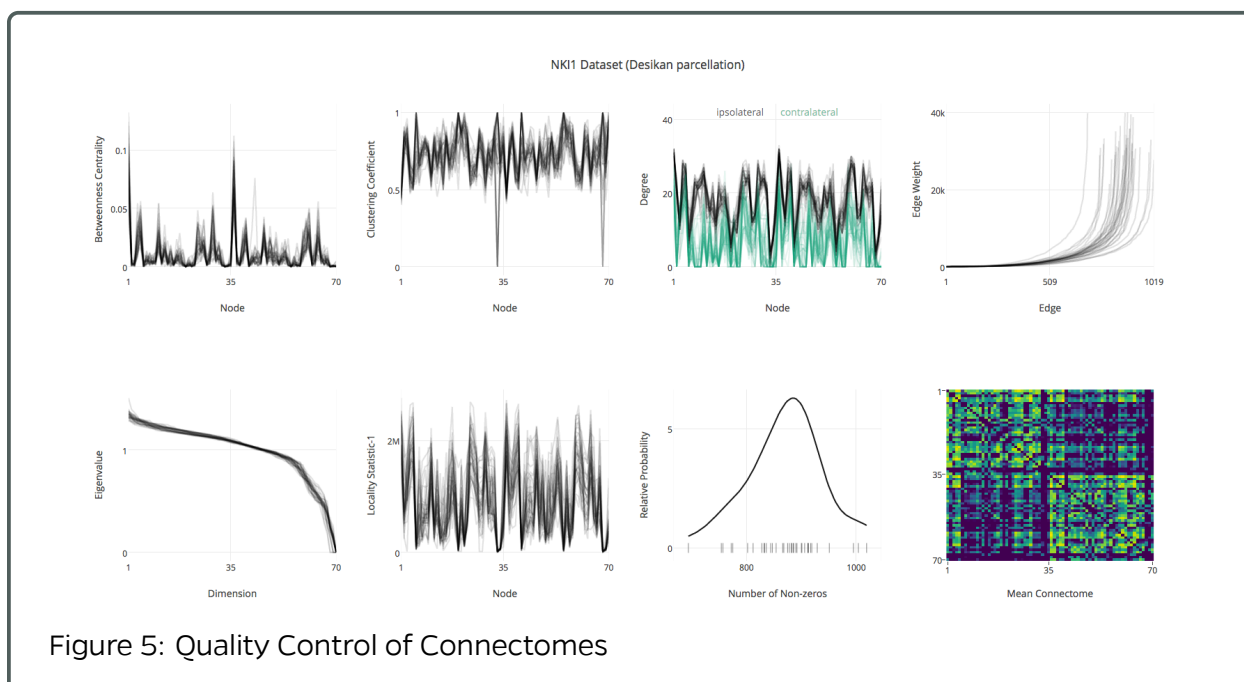 NKI1 Dataset (Desikan parcellation)
Betweenness Centrality
0.1
0.05
0
1
35
70
Node
Clustering Coefficient
1
0.5
0
1
35
70
Node
ipsolateral contralateral
Degree
40
20
0
1
35
70
Node
Edge Weight
40k
20k
0
1
509
1019
Edge
Eigenvalue
1
0
1
35
70
Dimension
Locality Statistic-1
2M
0
1
35
70
Node
Relative Probability
5
0
800
1000
Number of Non-zeros
1
35
70
1
35
70
Mean Connectome
Figure 5: Quality Control of Connectomes